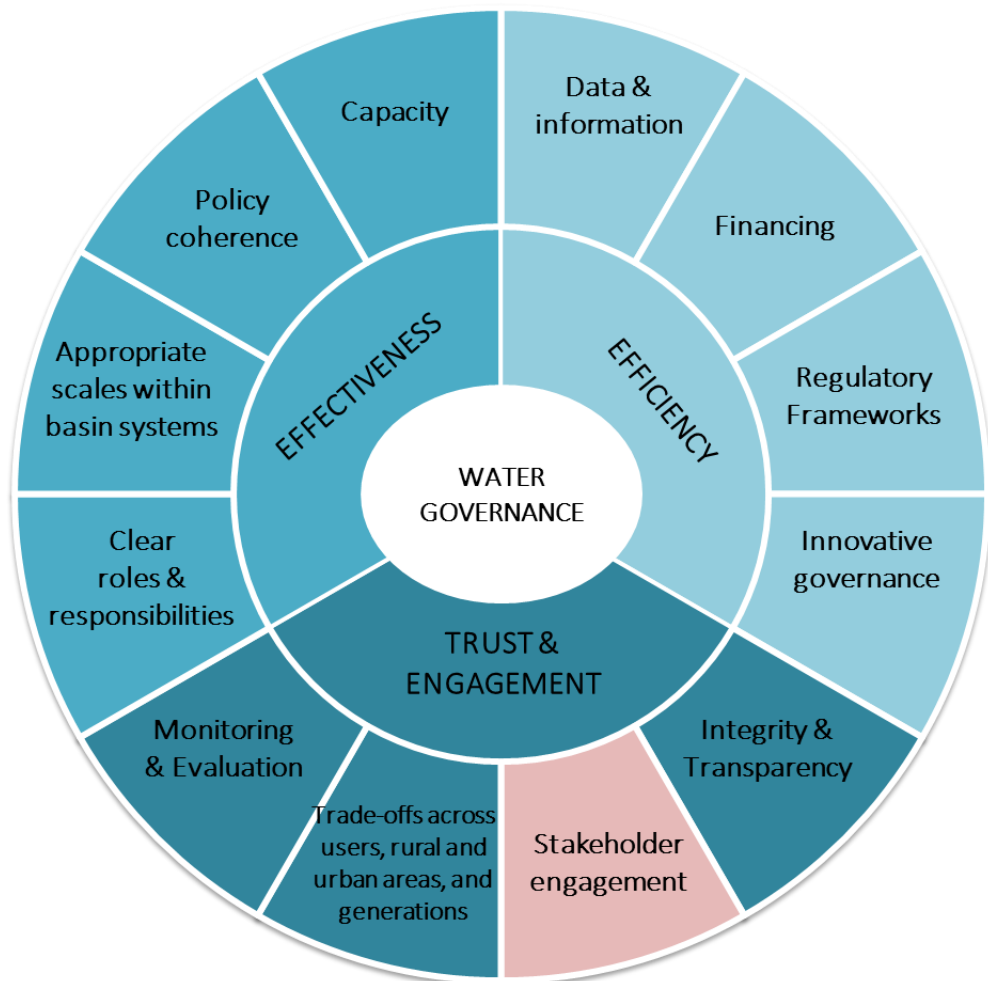 Capacity
Data &
information
Policy
coherence
Financing
Appropriate
scales within
basin systems
EFFECTIVENESS
EFFICIENCY
Regulatory
Frameworks
WATER
GOVERNANCE
Clear
roles &
responsibilities
Innovative
governance
TRUST &
ENGAGEMENT
Monitoring
& Evaluation
Integrity &
Transparency
Trade-offs across
users, rural and
urban areas, and
generations
Stakeholder
engagement